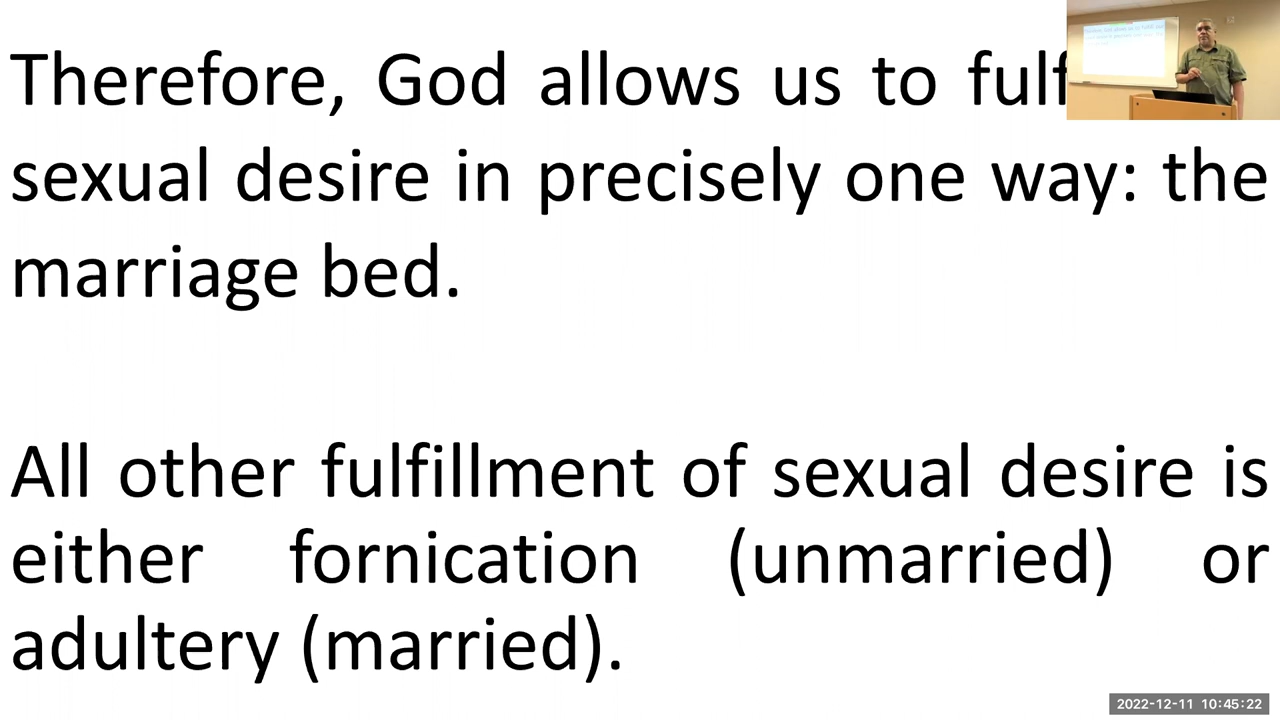 Therefore, God allows us to
sexual desire in precisely one way: the
marriage bed.
All other fulfillment of sexual desire is
either fornication (unmarried) or
adultery (married).
2022-12-11 10:45:22